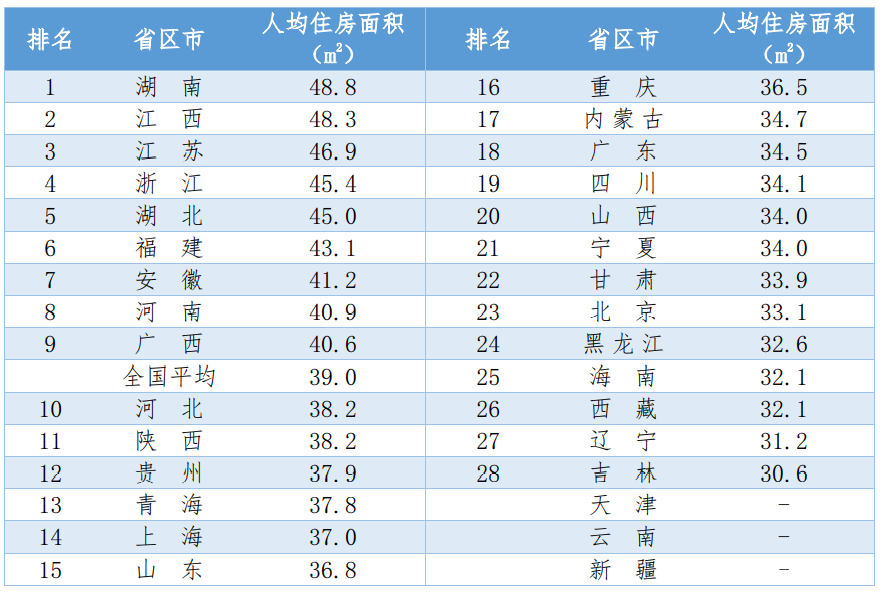 排名 省区市 人均住房面积（m²） 排名 省区市 人均住房面积（m²）
1 湖南 48.8 16 重庆 36.5
2 江西 48.3 17 内蒙古 34.7
3 江苏 46.9 18 广东 34.5
4 浙江 45.4 19 四川 34.1
5 湖北 45.0 20 山西 34.0
6 福建 43.1 21 宁夏 34.0
7 安徽 41.2 22 甘肃 33.9
8 河南 40.9 23 北京 33.1
9 广西 40.6 24 黑龙江 32.6
全国平均 39.0 25 海南 32.1
10 河北 38.2 26 西藏 32.1
11 陕西 38.2 27 辽宁 31.2
12 贵州 37.9 28 吉林 30.6
13 青海 37.8 天津 -
14 上海 37.0 云南 -
15 山东 36.8 新疆 -